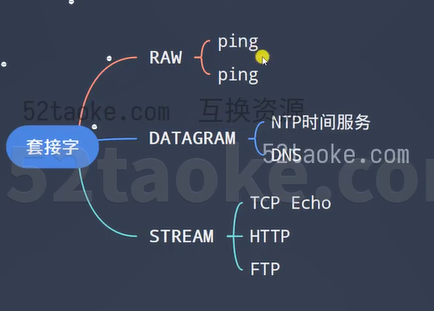 ping
RAW
ping
52taoke.com 互换资源
NTP时间服务
套接字
DATAGRAM
DNS
52taoke.com
52taoke.com
TCP Echo
STREAM
HTTP
FTP